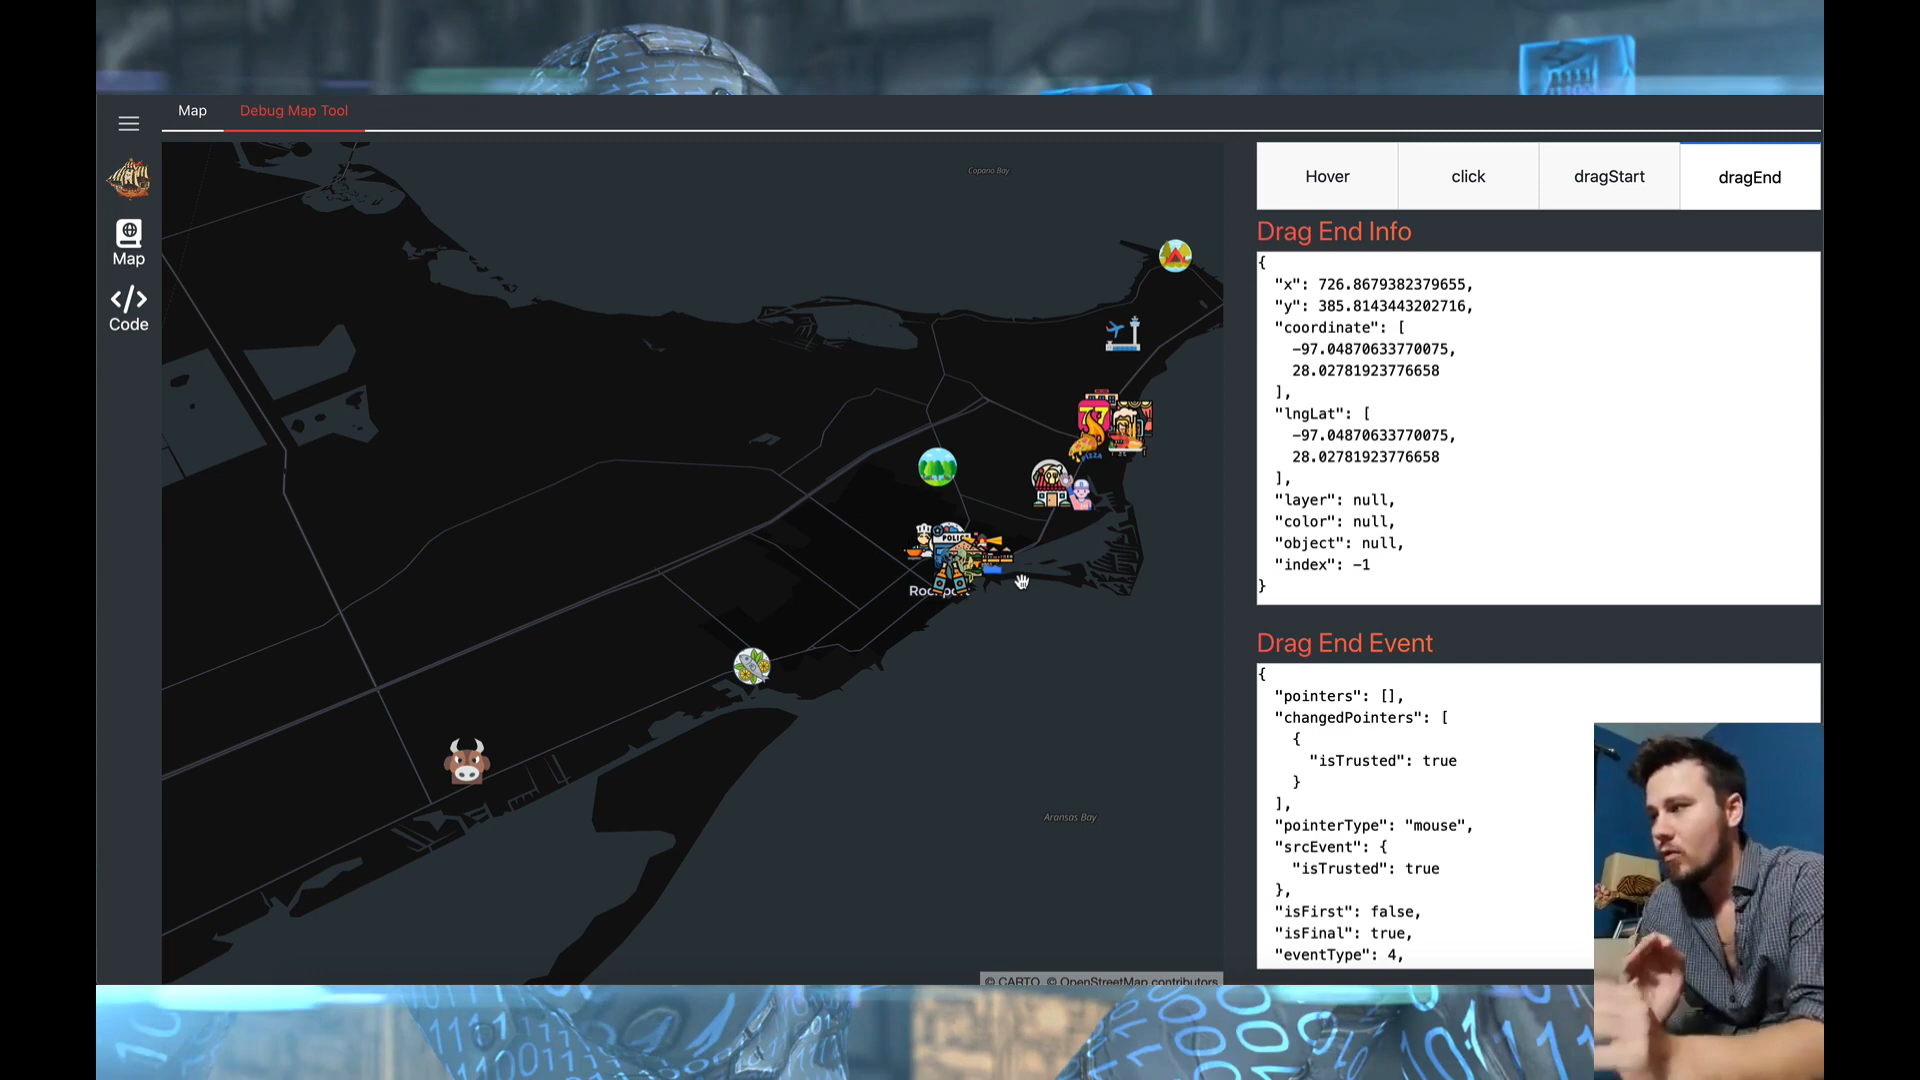 Map
Debug Map Tool
Map
Code
Copano Bay
77
PIZZA
POLIC
Aransas Bay
© CARTO, © OpenStreetMap contributors
Hover
click
dragStart
dragEnd
Drag End Info
{
"x": 726.8679382379655,
"y": 385.8143443202716,
"coordinate": [
-97.04870633770075,
28.02781923776658
],
"lngLat": [
-97.04870633770075,
28.02781923776658
],
"layer": null,
"color": null,
"object": null,
"index": -1
}
Drag End Event
{
"pointers": [],
"changedPointers": [
{
"isTrusted": true
}
],
"pointerType": "mouse",
"srcEvent": {
"isTrusted": true
},
"isFirst": false,
"isFinal": true,
"eventType": 4,